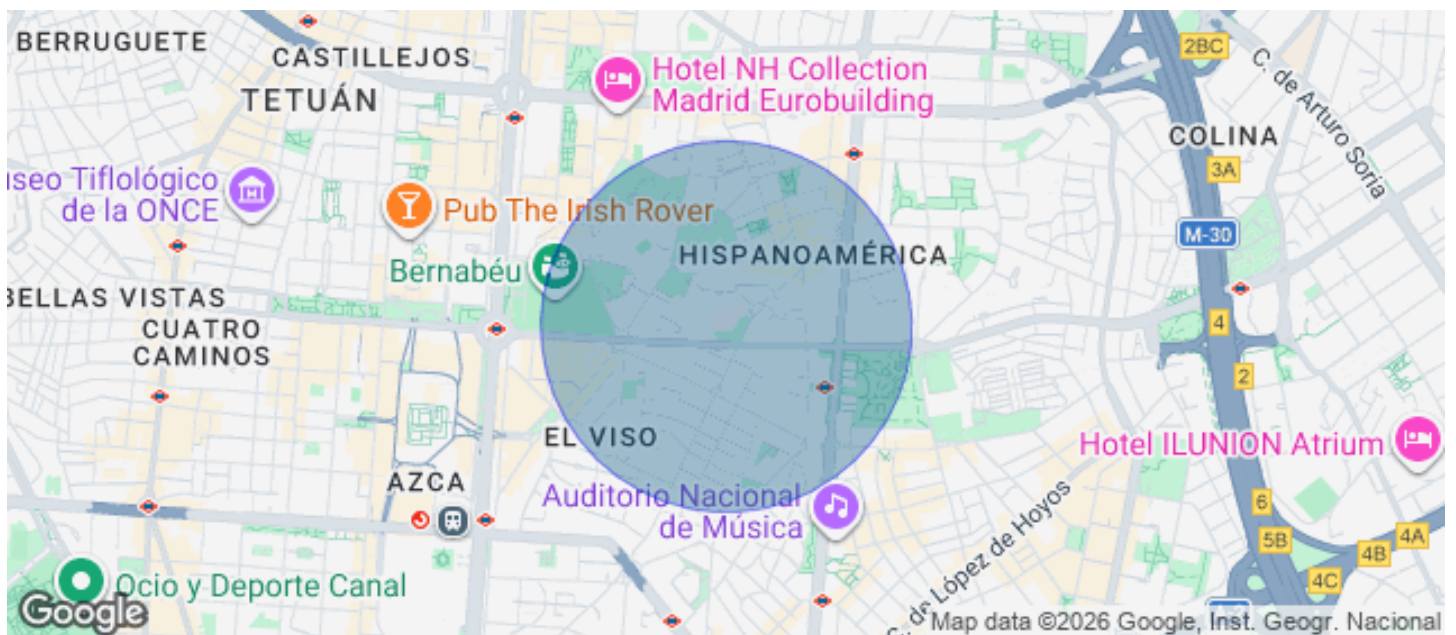 BERRUGUETE
CASTILLEJOS
TETUÁN
Hotel NH Collection
Madrid Eurobuilding
2BC
C. de Arturo Soria
COLINA
3A
useo Tiflológico
de la ONCE
Pub The Irish Rover
M-30
Bernabéu
HISPANOAMÉRICA
BELLAS VISTAS
CUATRO
CAMINOS
4
2
EL VISO
Hotel ILUNION Atrium
AZCA
Auditorio Nacional
de Música
C. de López de Hoyos
6
5B
4B
4A
4C
Ocio y Deporte Canal
Google
Map data ©2026 Google, Inst. Geogr. Nacional